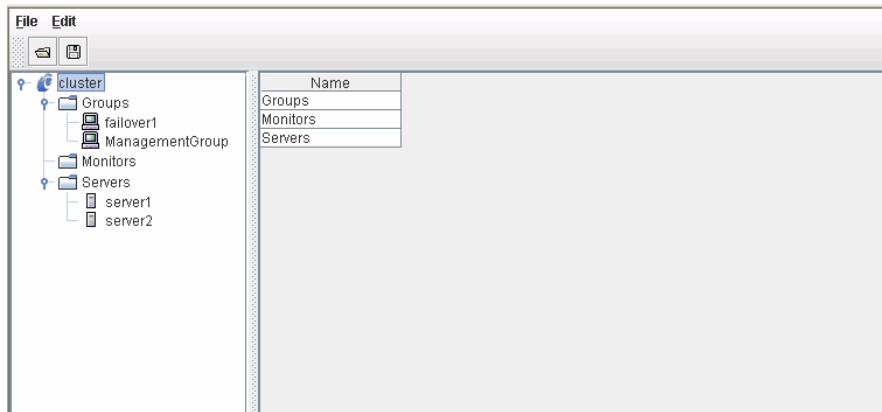 File Edit
cluster
Groups
failover1
ManagementGroup
Monitors
Servers
server1
server2
Name
Groups
Monitors
Servers